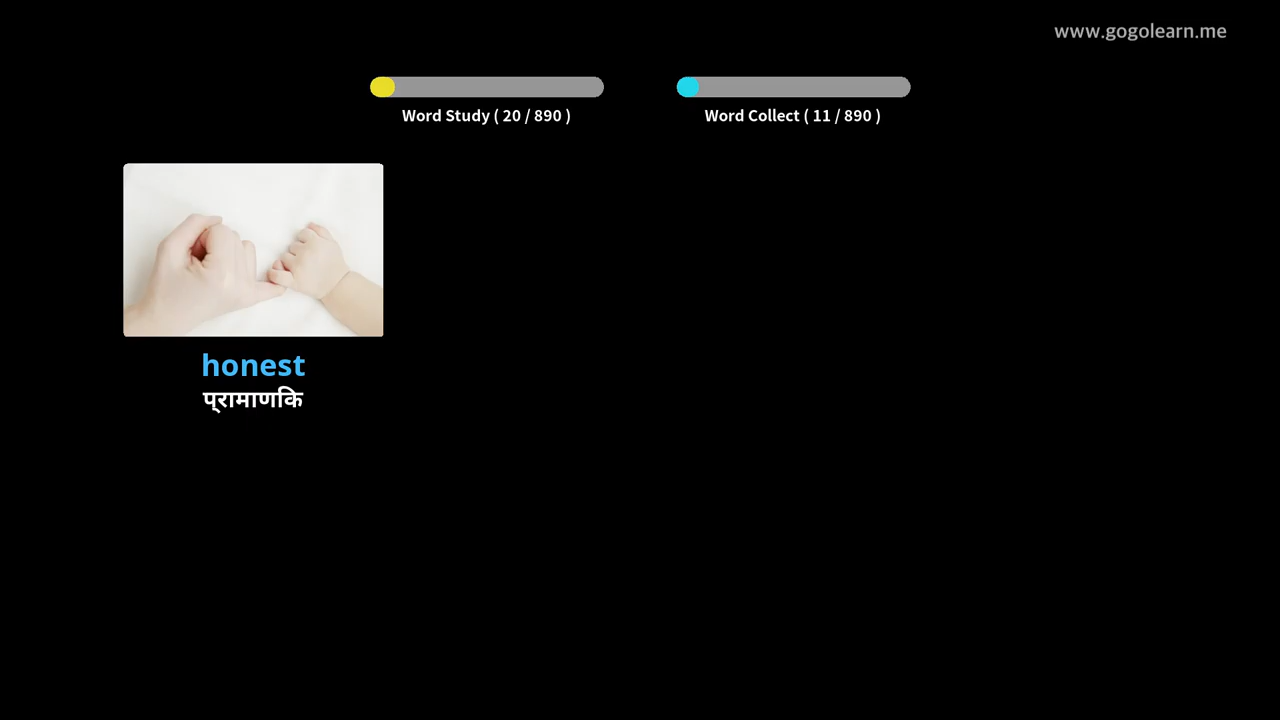 www.gogolearn.me
Word Study ( 20 / 890 )
Word Collect ( 11 / 890 )
honest
प्रामाणिक